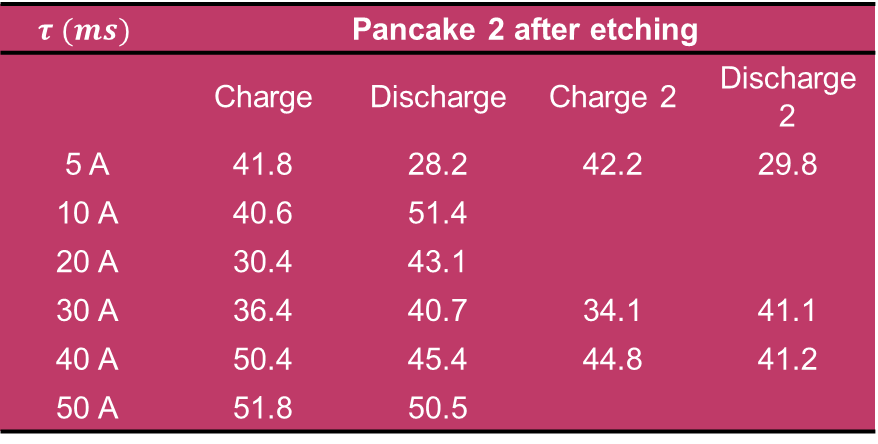 τ (ms) Pancake 2 after etching
Charge Discharge Charge 2 Discharge
2
5 A 41.8 28.2 42.2 29.8
10 A 40.6 51.4
20 A 30.4 43.1
30 A 36.4 40.7 34.1 41.1
40 A 50.4 45.4 44.8 41.2
50 A 51.8 50.5